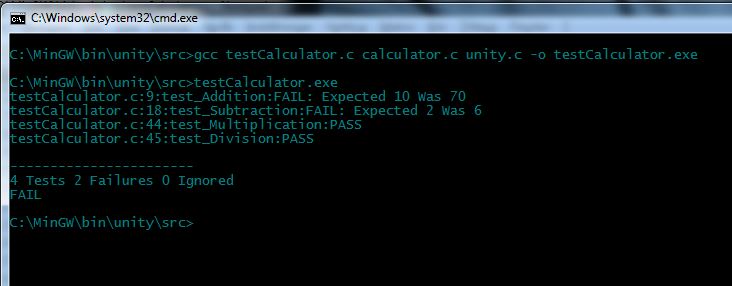 C:\Windows\system32\cmd.exe
C:\MinGW\bin\unity\src>gcc testCalculator.c calculator.c unity.c -o testCalculator.exe
C:\MinGW\bin\unity\src>testCalculator.exe
testCalculator.c:9:test_Addition:FAIL: Expected 10 Was 70
testCalculator.c:18:test_Subtraction:FAIL: Expected 2 Was 6
testCalculator.c:44:test_Multiplication:PASS
testCalculator.c:45:test_Division:PASS
-----------------------
4 Tests 2 Failures 0 Ignored
FAIL
C:\MinGW\bin\unity\src>